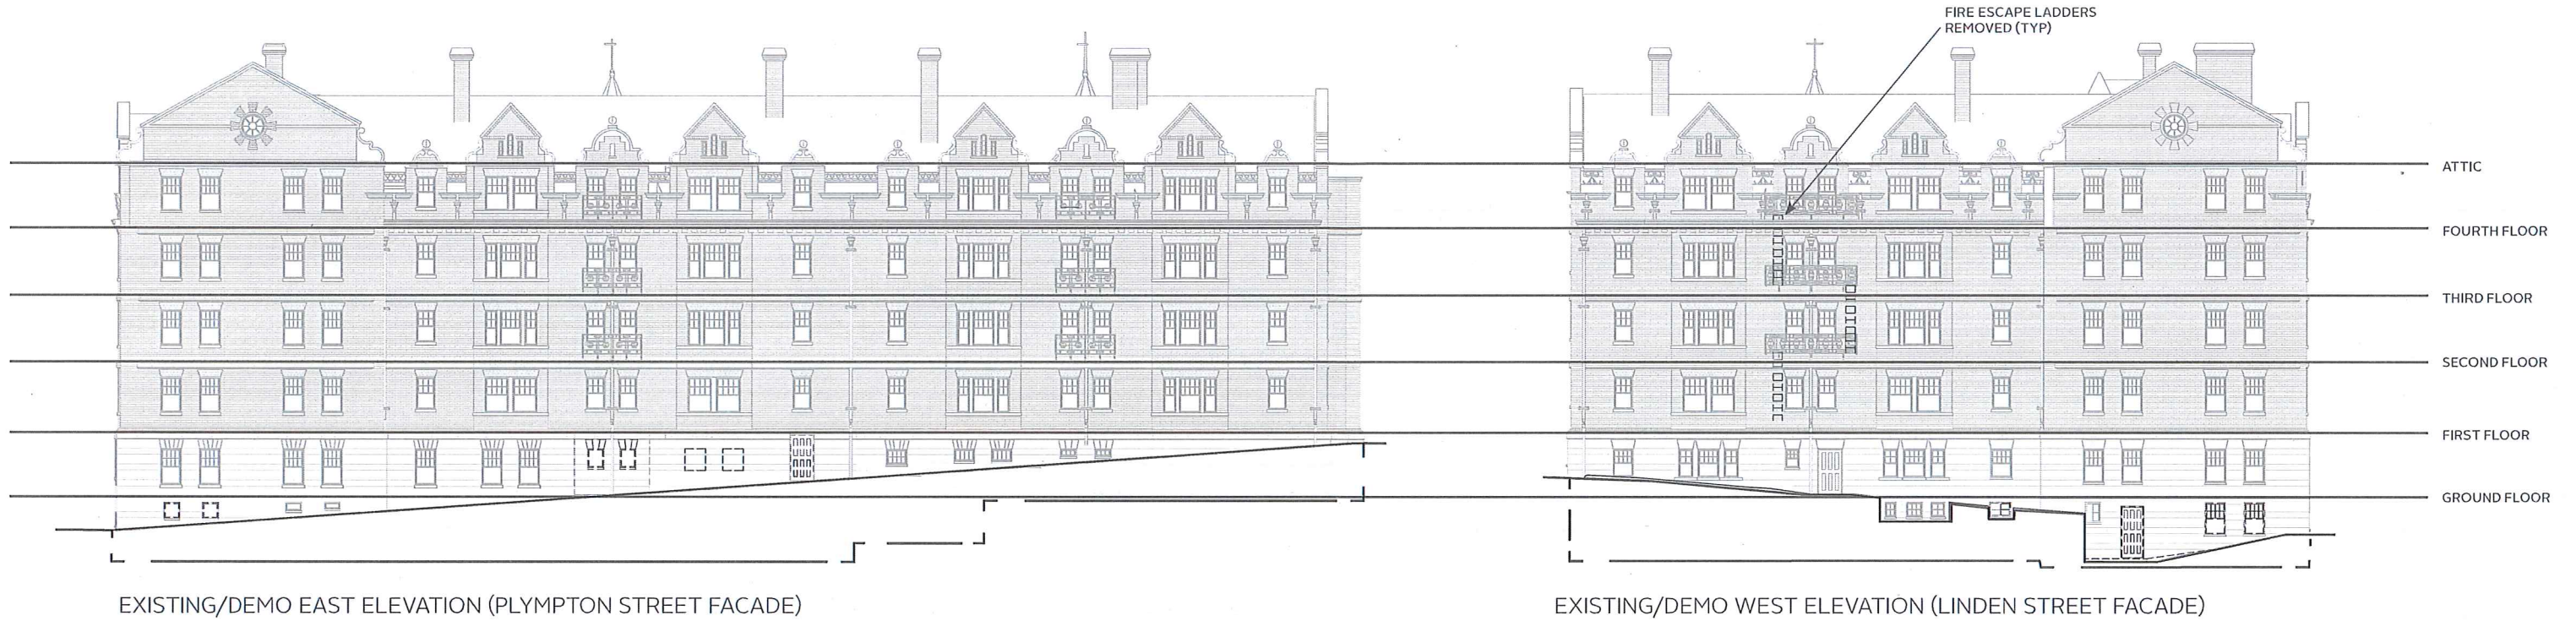 FIRE ESCAPE LADDERS
REMOVED (TYP)
ATTIC
FOURTH FLOOR
THIRD FLOOR
SECOND FLOOR
FIRST FLOOR
GROUND FLOOR
EXISTING/DEMO EAST ELEVATION (PLYMPTON STREET FACADE)
EXISTING/DEMO WEST ELEVATION (LINDEN STREET FACADE)